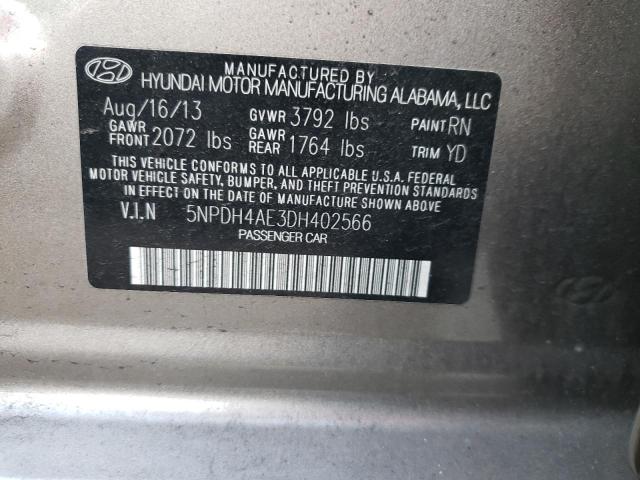 MANUFACTURED BY
HYUNDAI MOTOR MANUFACTURING ALABAMA, LLC
Aug/16/13 GVWR 3792 lbs PAINT RN
GAWR FRONT 2072 lbs GAWR REAR 1764 lbs TRIM YD
THIS VEHICLE CONFORMS TO ALL APPLICABLE U.S.A. FEDERAL
MOTOR VEHICLE SAFETY, BUMPER, AND THEFT PREVENTION STANDARDS
IN EFFECT ON THE DATE OF MANUFACTURE SHOWN ABOVE.
V.I.N 5NPDH4AE3DH402566
PASSENGER CAR